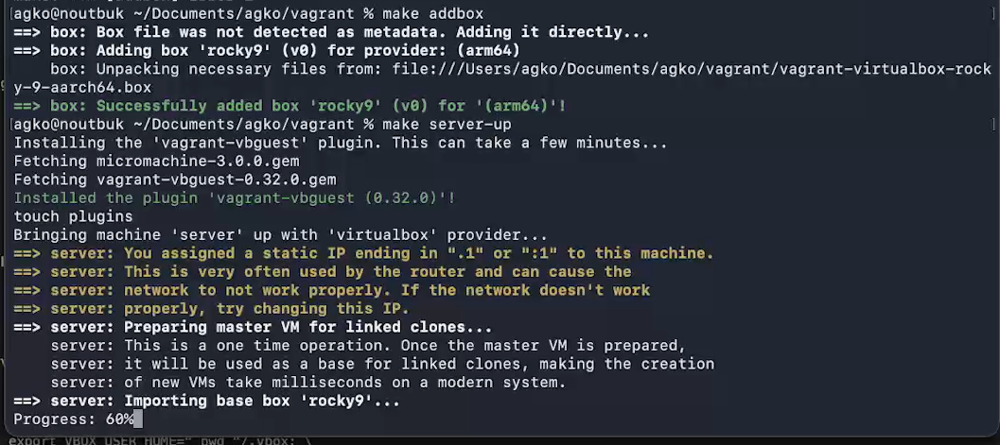 [agko@noutbuk ~/Documents/agko/vagrant % make addbox ]
==> box: Box file was not detected as metadata. Adding it directly...
==> box: Adding box 'rocky9' (v0) for provider: (arm64)
    box: Unpacking necessary files from: file:///Users/agko/Documents/agko/vagrant/vagrant-virtualbox-rock
y-9-aarch64.box
==> box: Successfully added box 'rocky9' (v0) for '(arm64)'!
[agko@noutbuk ~/Documents/agko/vagrant % make server-up ]
Installing the 'vagrant-vbguest' plugin. This can take a few minutes...
Fetching micromachine-3.0.0.gem
Fetching vagrant-vbguest-0.32.0.gem
Installed the plugin 'vagrant-vbguest (0.32.0)'!
touch plugins
Bringing machine 'server' up with 'virtualbox' provider...
==> server: You assigned a static IP ending in ".1" or ":1" to this machine.
==> server: This is very often used by the router and can cause the
==> server: network to not work properly. If the network doesn't work
==> server: properly, try changing this IP.
==> server: Preparing master VM for linked clones...
    server: This is a one time operation. Once the master VM is prepared,
    server: it will be used as a base for linked clones, making the creation
    server: of new VMs take milliseconds on a modern system.
==> server: Importing base box 'rocky9'...
Progress: 60%
export VBOX_USER_HOME=" pwd "/.vbox; \